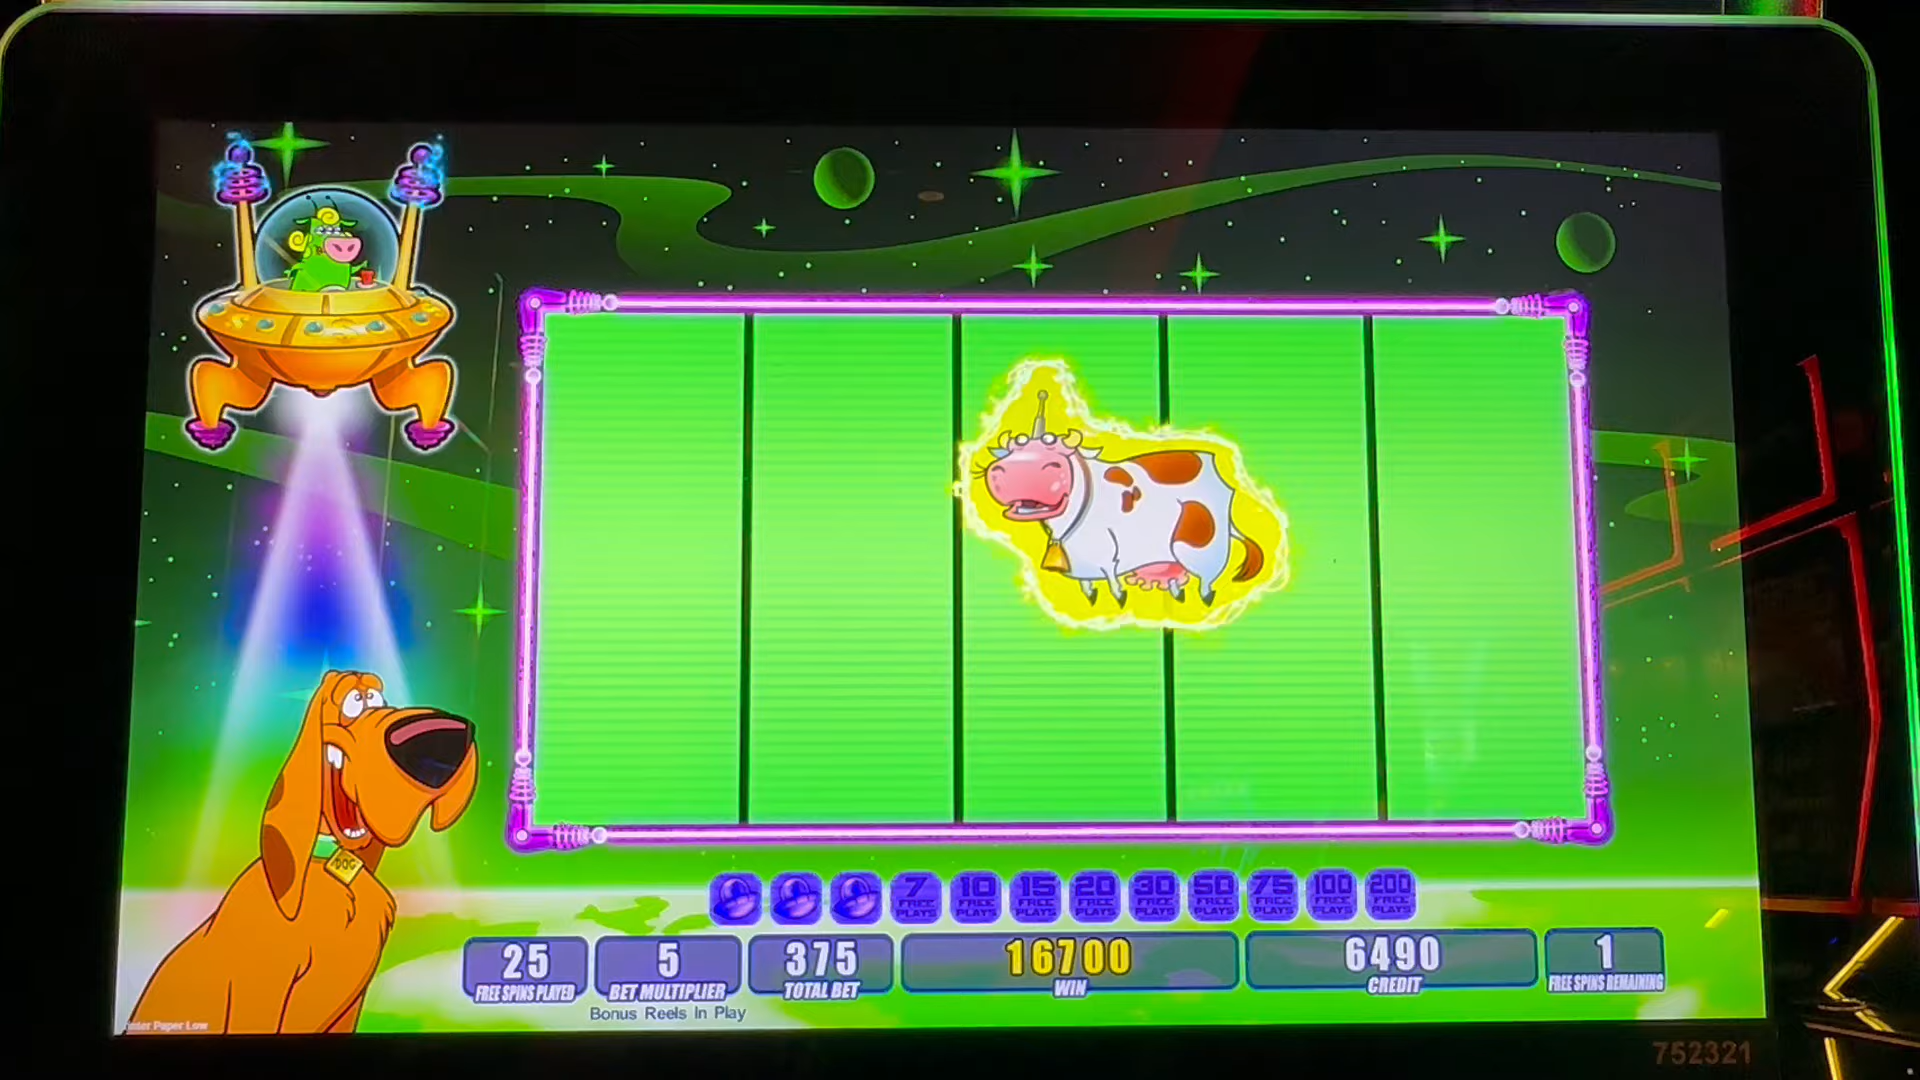 DOG
7 FREE PLAYS
10 FREE PLAYS
15 FREE PLAYS
20 FREE PLAYS
30 FREE PLAYS
50 FREE PLAYS
75 FREE PLAYS
100 FREE PLAYS
200 FREE PLAYS
25
FREE SPINS PLAYED
5
BET MULTIPLIER
375
TOTAL BET
16700
WIN
6490
CREDIT
1
FREE SPINS REMAINING
Bonus Reels In Play
Paper Low
752321